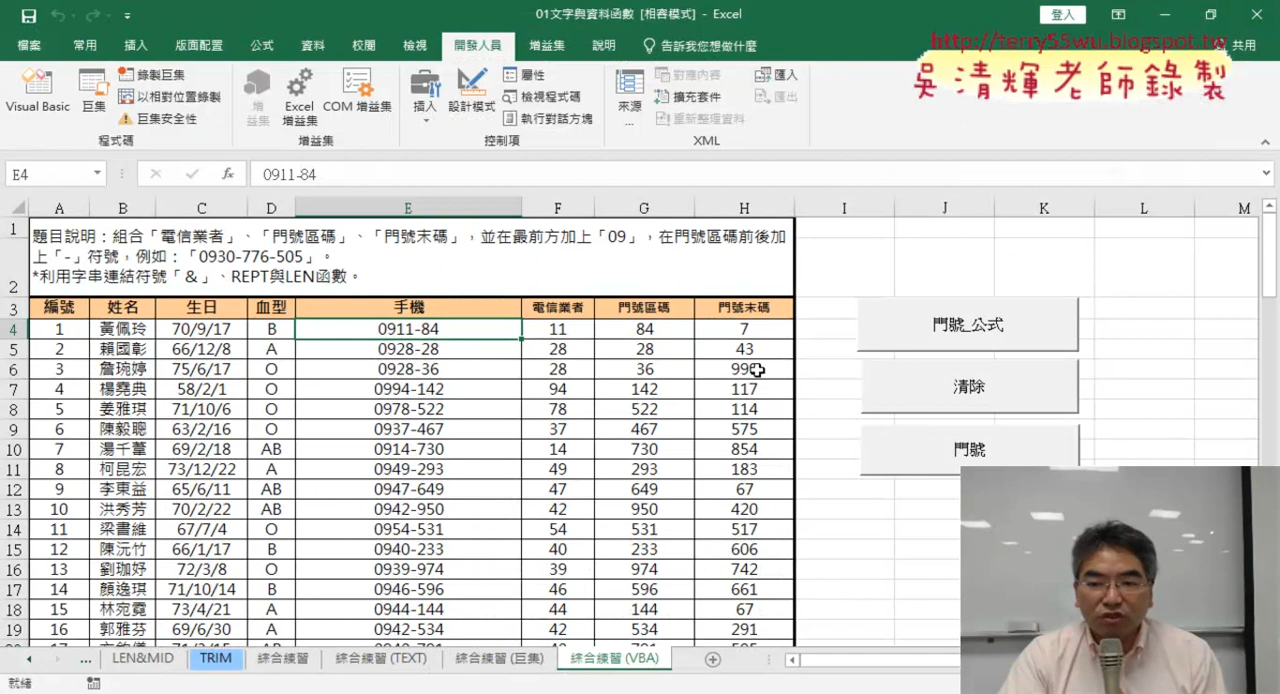 01文字與資料函數 [相容模式] - Excel
登入
檔案 常用 插入 版面配置 公式 資料 校閱 檢視 開發人員 增益集 說明 告訴我您想做什麼 共用
http://terry55wu.blogspot.tw
吳清輝老師錄製
Visual Basic 巨集 錄製巨集 以相對位置錄製 巨集安全性
增益集 Excel 增益集 COM 增益集
插入 設計模式 屬性 檢視程式碼 執行對話方塊
來源... 對應內容 擴充套件 重新整理資料 匯入 匯出
程式碼 增益集 控制項 XML
E4 fx 0911-84
A B C D E F G H I J K L M
1 題目說明：組合「電信業者」、「門號區碼」、「門號末碼」，並在最前方加上「09」，在門號區碼前後加
上「-」符號，例如：「0930-776-505」。
2 *利用字串連結符號「&」、REPT與LEN函數。
3 編號 姓名 生日 血型 手機 電信業者 門號區碼 門號末碼
4 1 黃佩玲 70/9/17 B 0911-84 11 84 7
5 2 賴國彰 66/12/8 A 0928-28 28 28 43
6 3 詹琬婷 75/6/17 O 0928-36 28 36
7 4 楊堯典 58/2/1 O 0994-142 94 142 117
8 5 姜雅琪 71/10/6 O 0978-522 78 522 114
9 6 陳毅聰 63/2/16 O 0937-467 37 467 575
10 7 湯千葦 69/2/18 AB 0914-730 14 730 854
11 8 柯昆宏 73/12/22 A 0949-293 49 293 183
12 9 李東益 65/6/11 AB 0947-649 47 649 67
13 10 洪秀芳 70/2/22 AB 0942-950 42 950 420
14 11 梁書維 67/7/4 O 0954-531 54 531 517
15 12 陳沅竹 66/1/17 B 0940-233 40 233 606
16 13 劉珈妤 72/3/8 O 0939-974 39 974 742
17 14 顏逸琪 71/10/14 B 0946-596 46 596 661
18 15 林宛霓 73/4/21 A 0944-144 44 144 67
19 16 郭雅芬 69/6/30 A 0942-534 42 534 291
門號_公式
清除
門號
... LEN&MID TRIM 綜合練習 綜合練習 (TEXT) 綜合練習 (巨集) 綜合練習 (VBA)
就緒